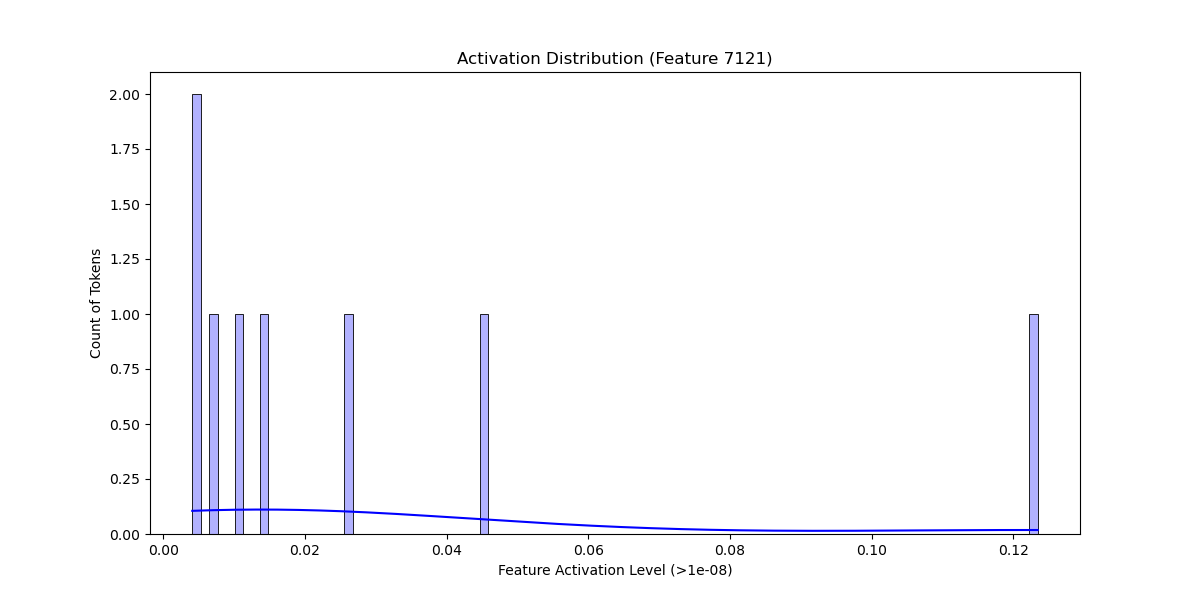 Activation Distribution (Feature 7121)
2.00
1.75
1.50
1.25
1.00
0.75
0.50
0.25
0.00
Count of Tokens
0.00 0.02 0.04 0.06 0.08 0.10 0.12
Feature Activation Level (>1e-08)